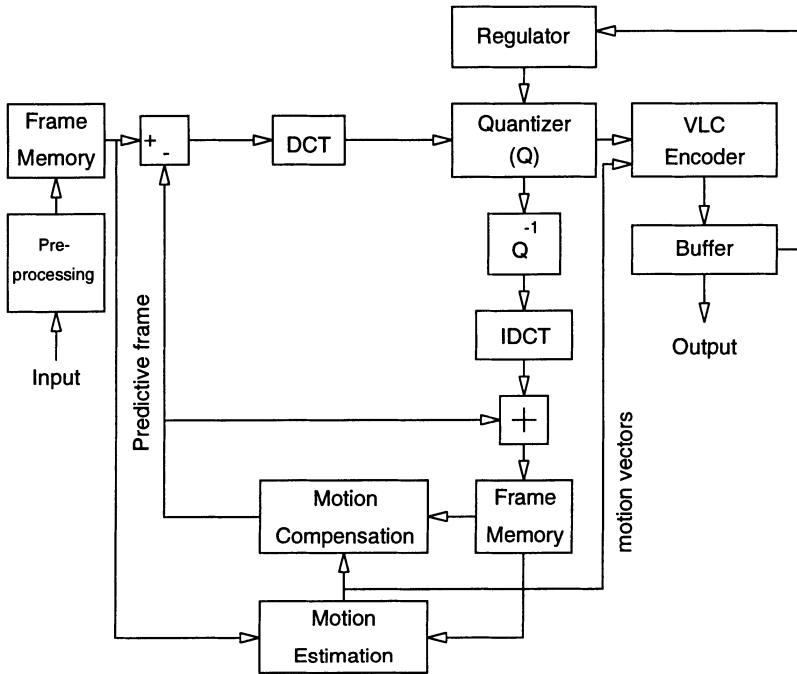 Regulator
Frame
Memory
+
-
DCT
Quantizer
(Q)
VLC
Encoder
Pre-
processing
Q-1
Buffer
IDCT
Input
Output
Predictive frame
+
motion vectors
Motion
Compensation
Frame
Memory
Motion
Estimation